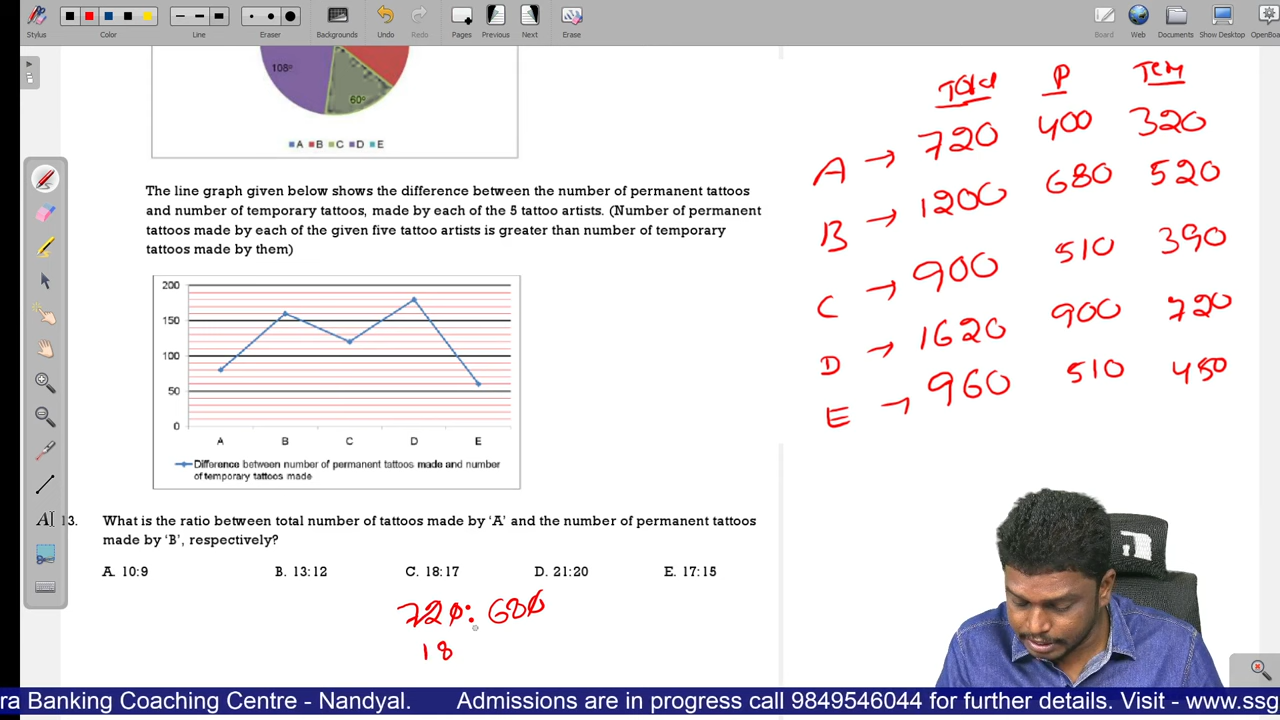 Stylus Color Line Eraser Backgrounds Undo Redo Pages Previous Next Erase Board Web Documents Show Desktop OpenBoa
108°
60°
A B C D E
The line graph given below shows the difference between the number of permanent tattoos
and number of temporary tattoos, made by each of the 5 tattoo artists. (Number of permanent
tattoos made by each of the given five tattoo artists is greater than number of temporary
tattoos made by them)
200
150
100
50
0
A B C D E
Difference between number of permanent tattoos made and number
of temporary tattoos made
13. What is the ratio between total number of tattoos made by ‘A’ and the number of permanent tattoos
made by ‘B’, respectively?
A. 10:9 B. 13:12 C. 18:17 D. 21:20 E. 17:15
720 : 680
18
Total P Tem
A → 720 400 320
B → 1200 680 520
C → 900 510 390
D → 1620 900 720
E → 960 510 450
ra Banking Coaching Centre - Nandyal. Admissions are in progress call 9849546044 for further details. Visit - www.ssg